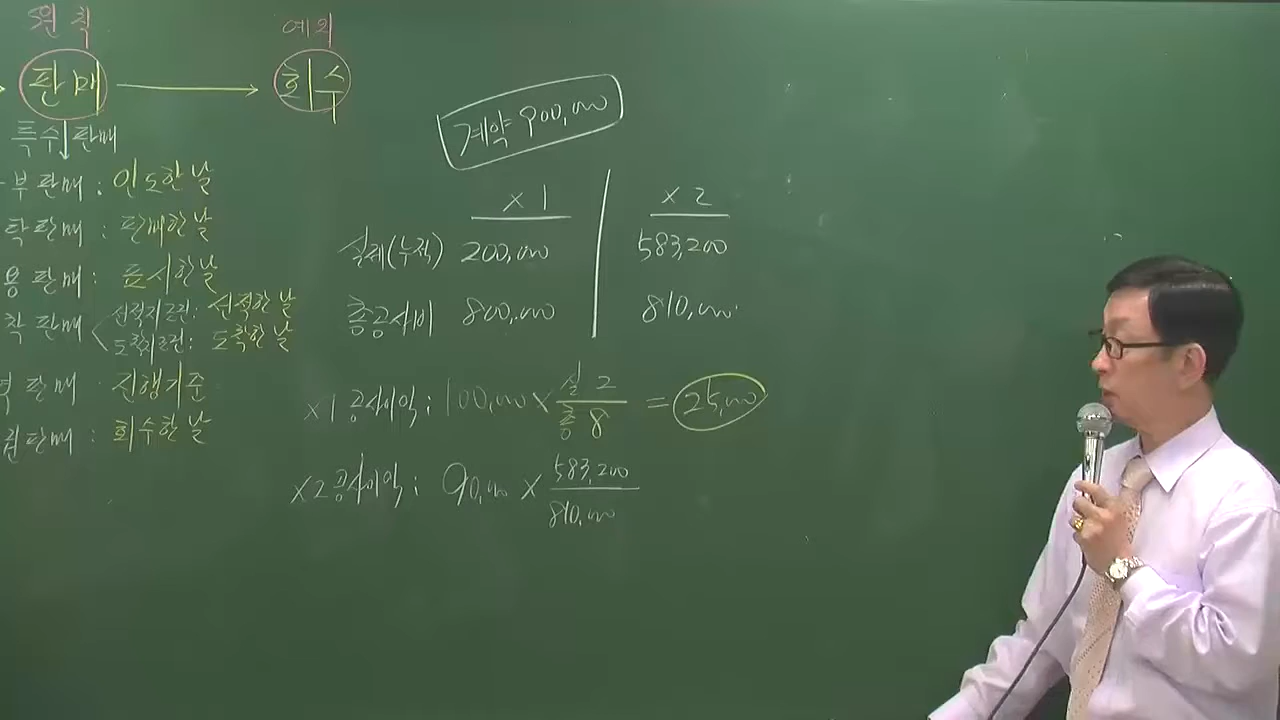 원칙
예외
판매
회수
특수판매
부판매 : 인도한날
탁판매 : 판매한날
용판매 : 표시한날
착판매
선적지조건: 선적한날
도착지조건: 도착한날
판매 : 진행기준
판매 : 회수한날
계약=900,000
x1
x2
실제(누적) 200,000 583,200
총공사비 800,000 810,000
x1 공사이익: 100,000 × 실 2 / 총 8 = 25,000
x2 공사이익: 90,000 × 583,200 / 810,000